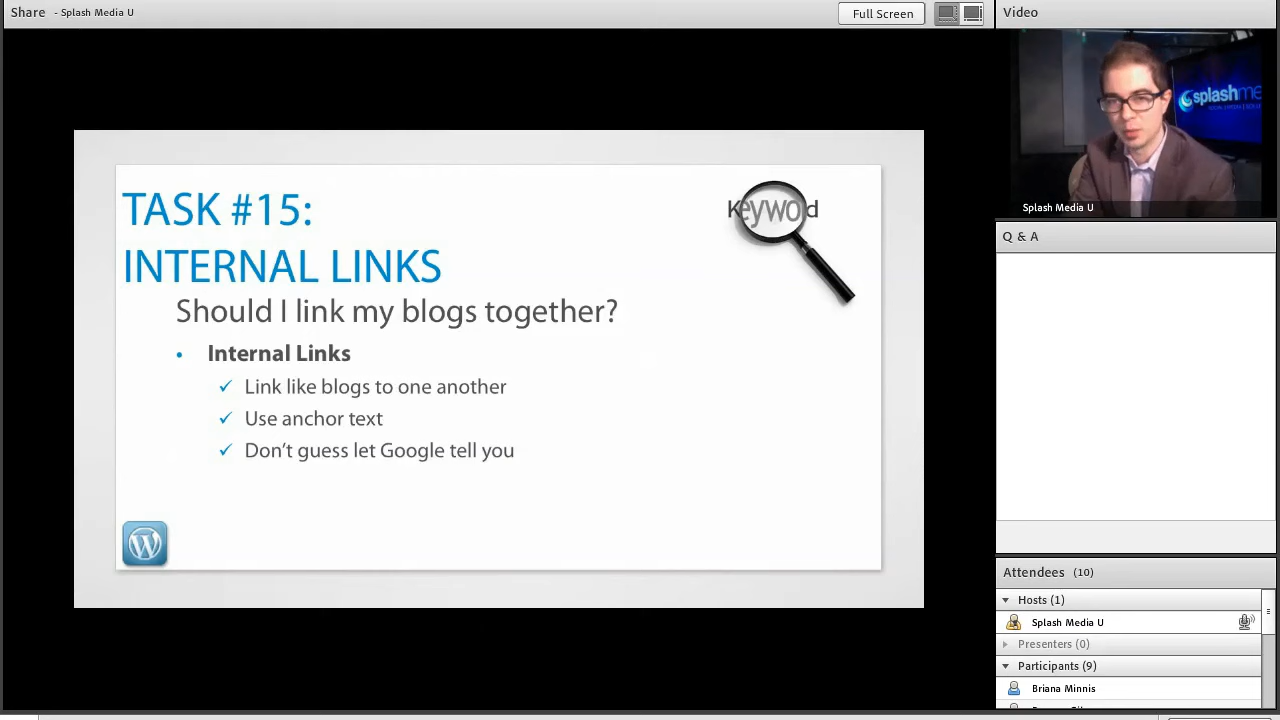 Share - Splash Media U
Full Screen
Video
TASK #15:
INTERNAL LINKS
Keyword
Should I link my blogs together?
• Internal Links
✓ Link like blogs to one another
✓ Use anchor text
✓ Don't guess let Google tell you
splashme
Splash Media U
Q & A
Attendees (10)
Hosts (1)
Splash Media U
Presenters (0)
Participants (9)
Briana Minnis